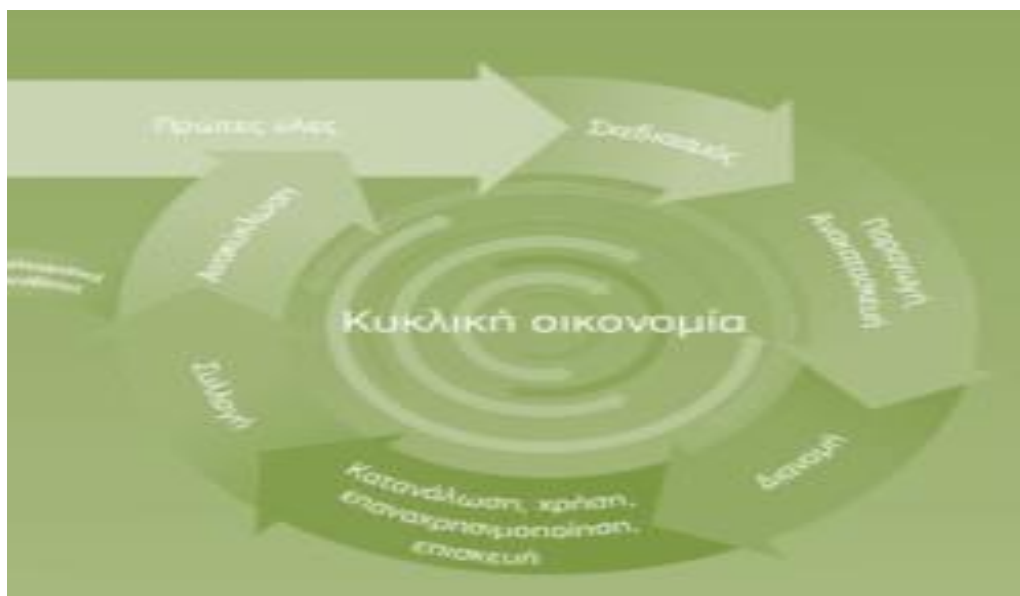 Πρώτες ύλες
Σχεδιασμός
Παραγωγή
Ανακατασκευή
Διανομή
Κατανάλωση, χρήση,
επαναχρησιμοποίηση,
επισκευή
Συλλογή
Ανακύκλωση
Κυκλική οικονομία